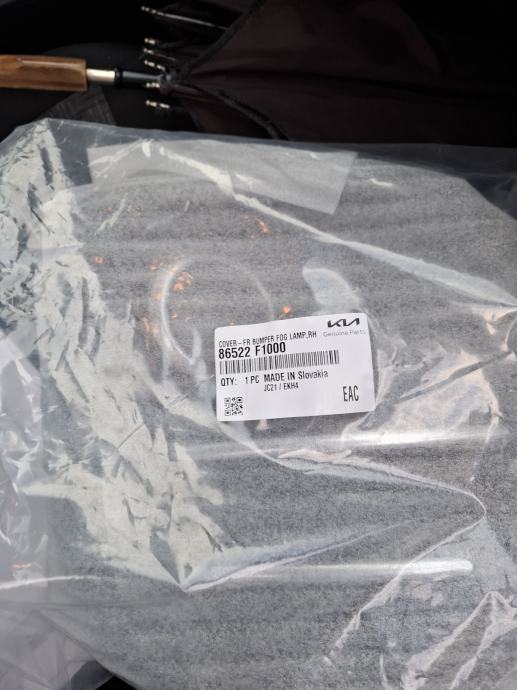 KIA
COVER-FR BUMPER FOG LAMP,RH
Genuine Parts
86522 F1000
QTY: 1 PC MADE IN Slovakia
JC21 / EKH4
EAC